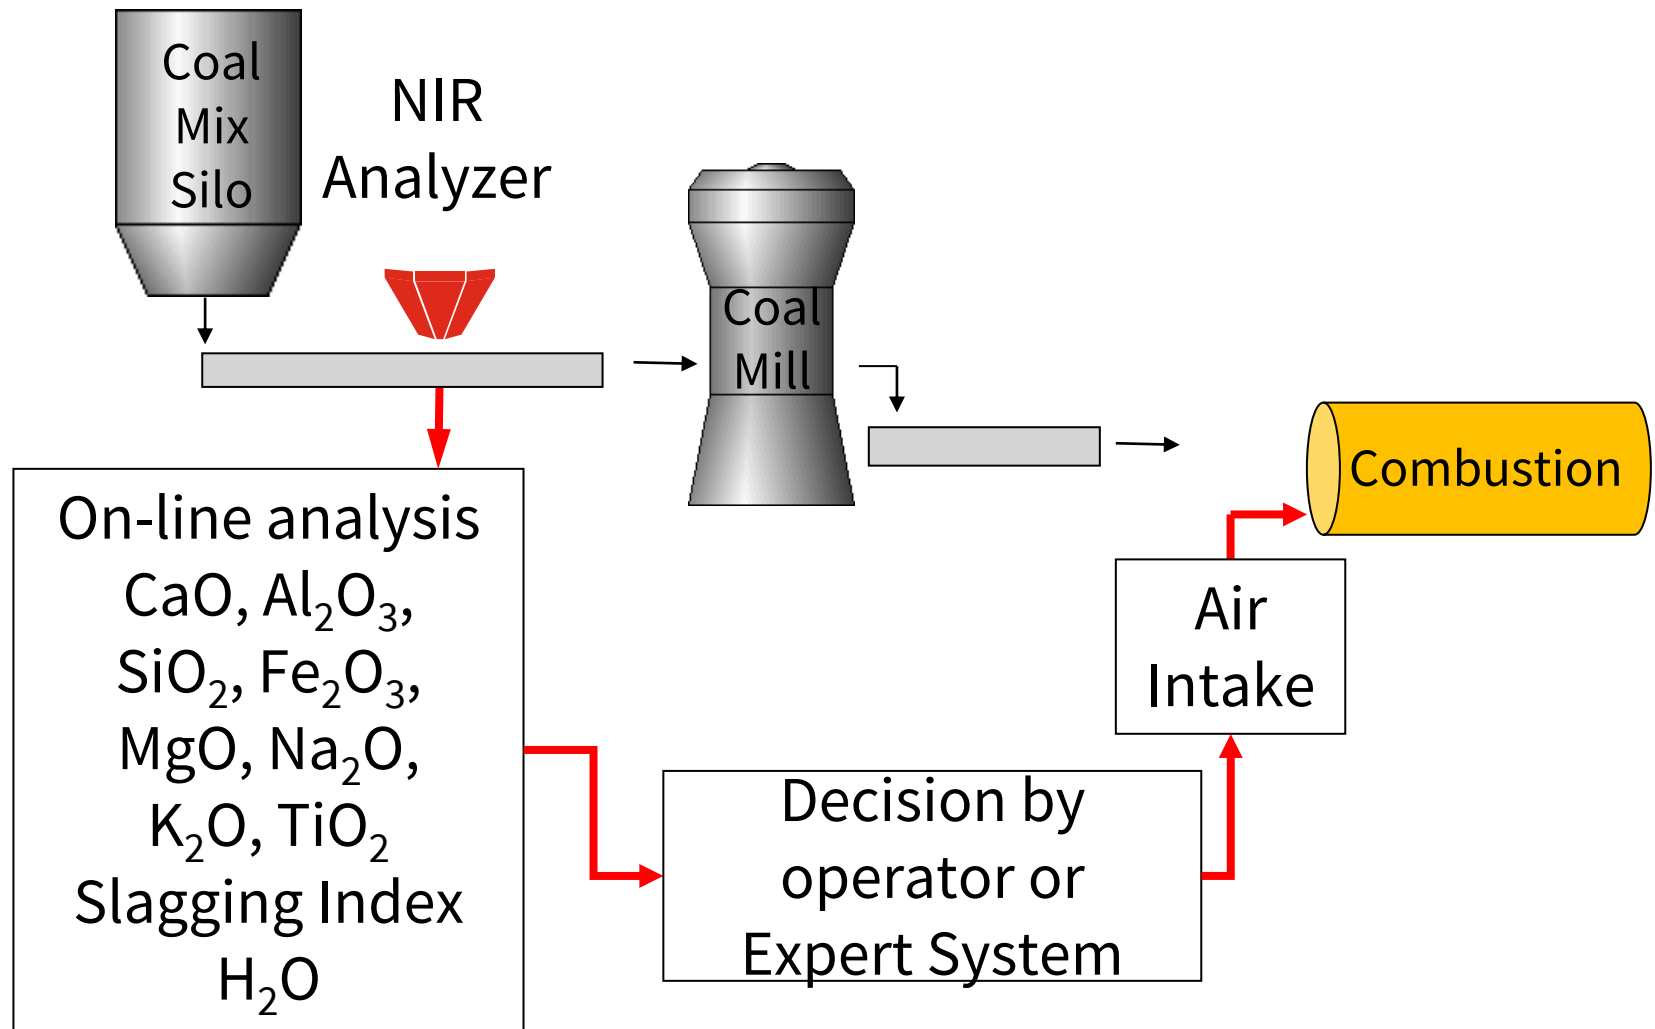 Coal
Mix
Silo
NIR
Analyzer
Coal
Mill
Combustion
On-line analysis
CaO, Al₂O₃,
SiO₂, Fe₂O₃,
MgO, Na₂O,
K₂O, TiO₂
Slagging Index
H₂O
Air
Intake
Decision by
operator or
Expert System